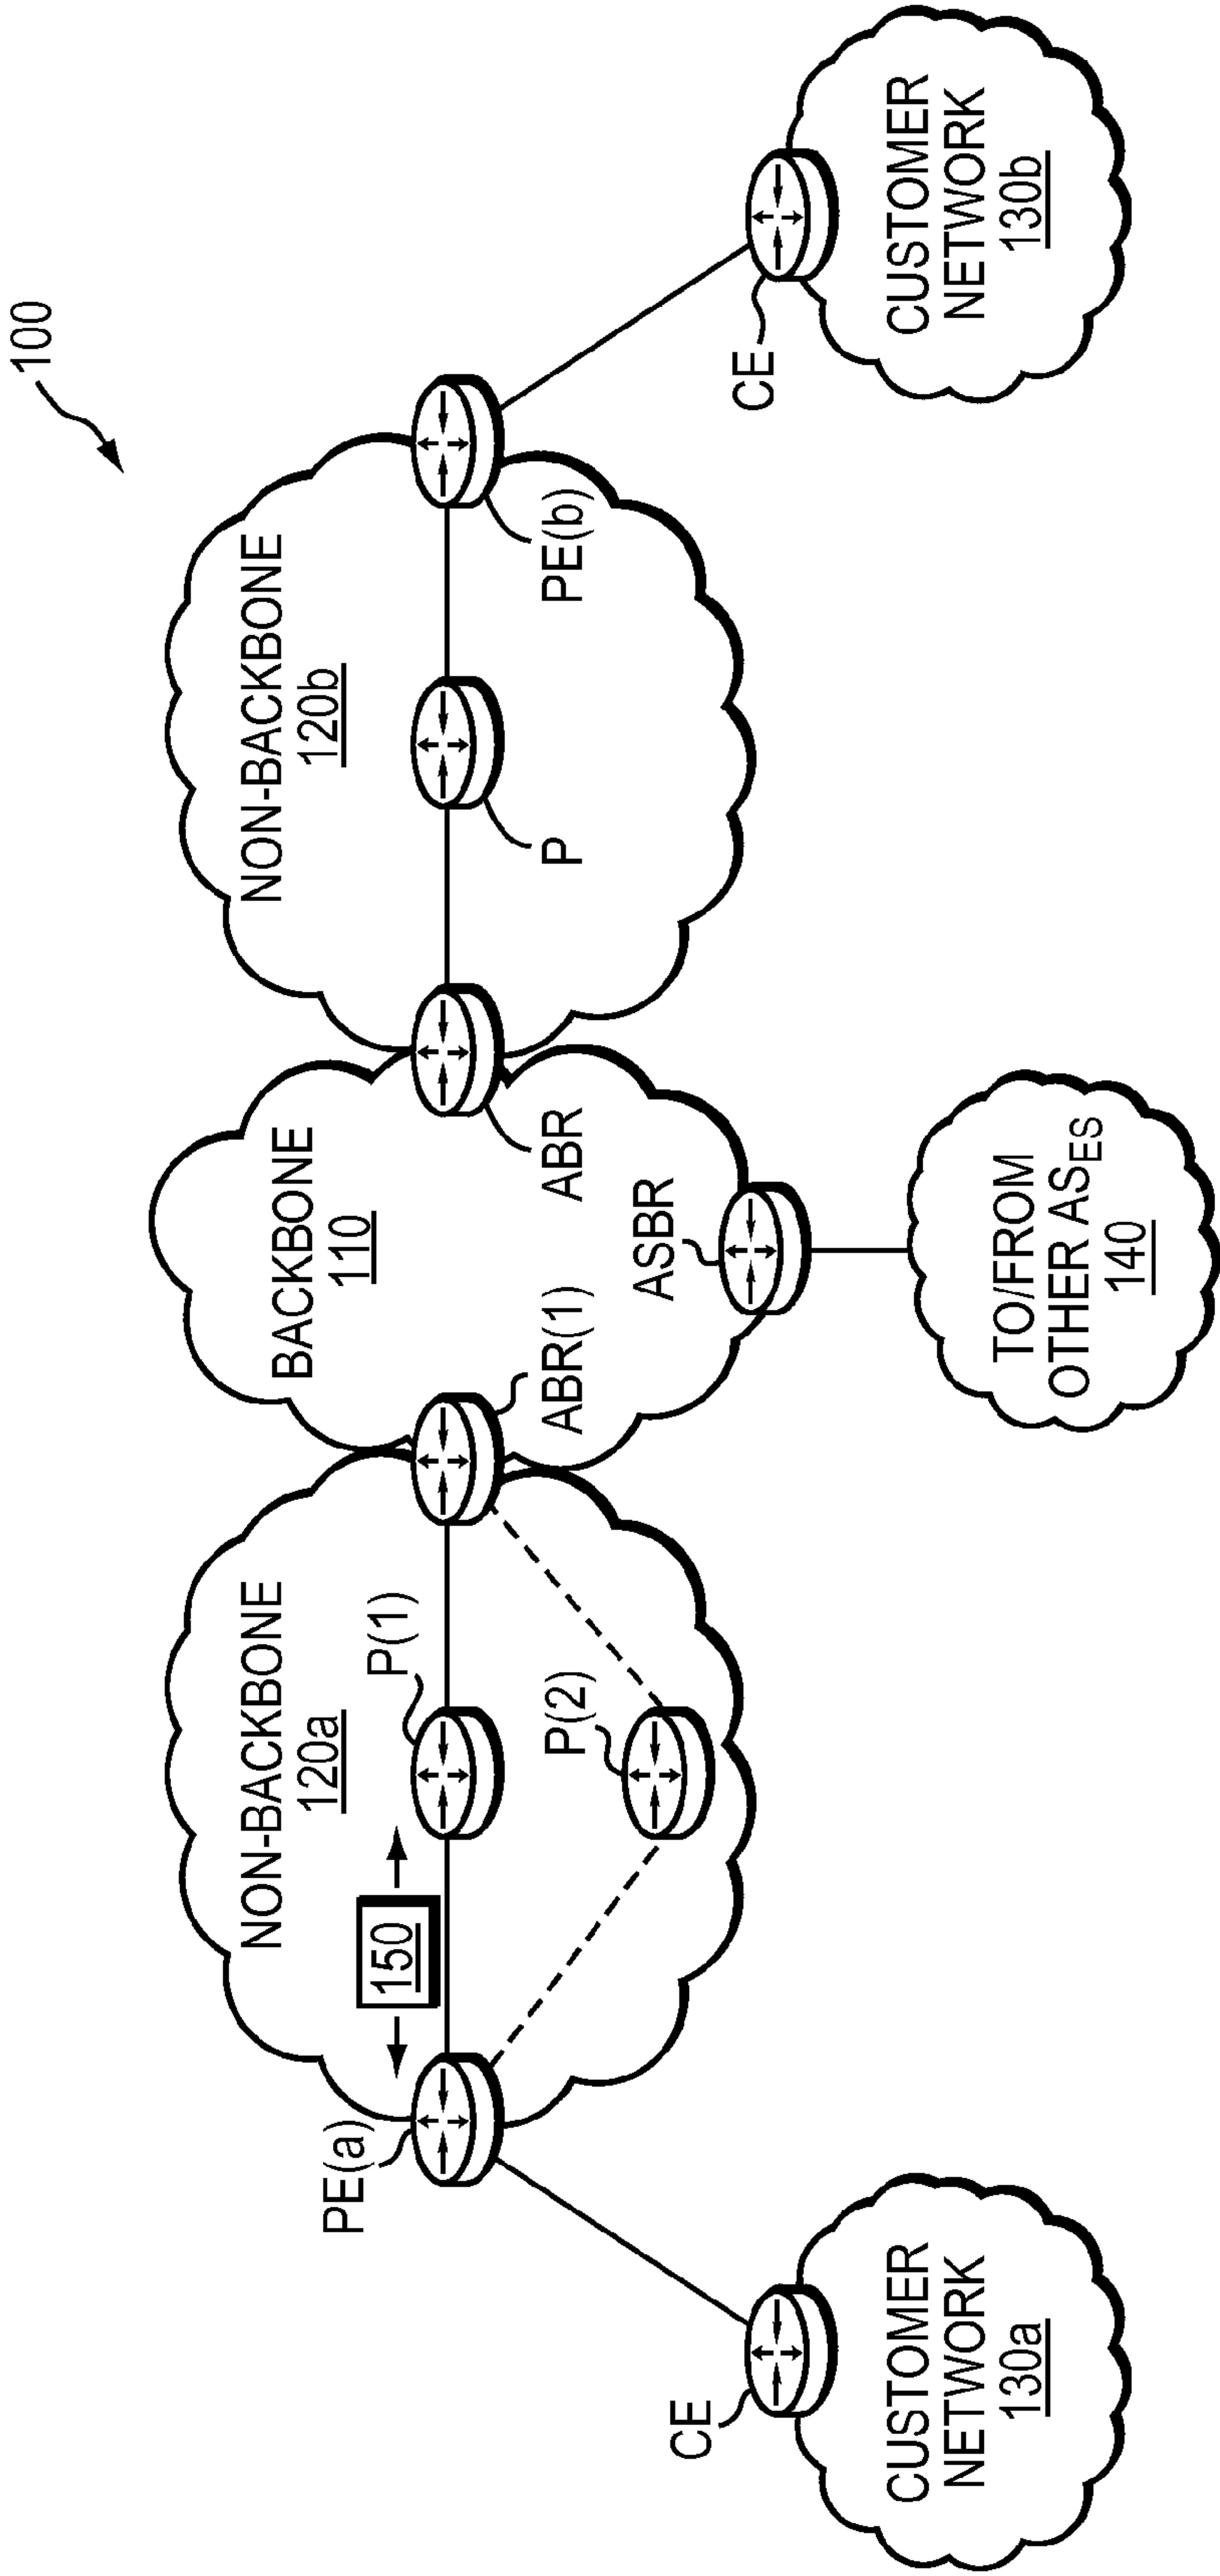 100
NON-BACKBONE
120a
BACKBONE
110
NON-BACKBONE
120b
PE(a)
150
P(1)
P(2)
ABR(1)
ABR
P
PE(b)
ASBR
CE
CE
CUSTOMER
NETWORK
130a
TO/FROM
OTHER ASES
140
CUSTOMER
NETWORK
130b